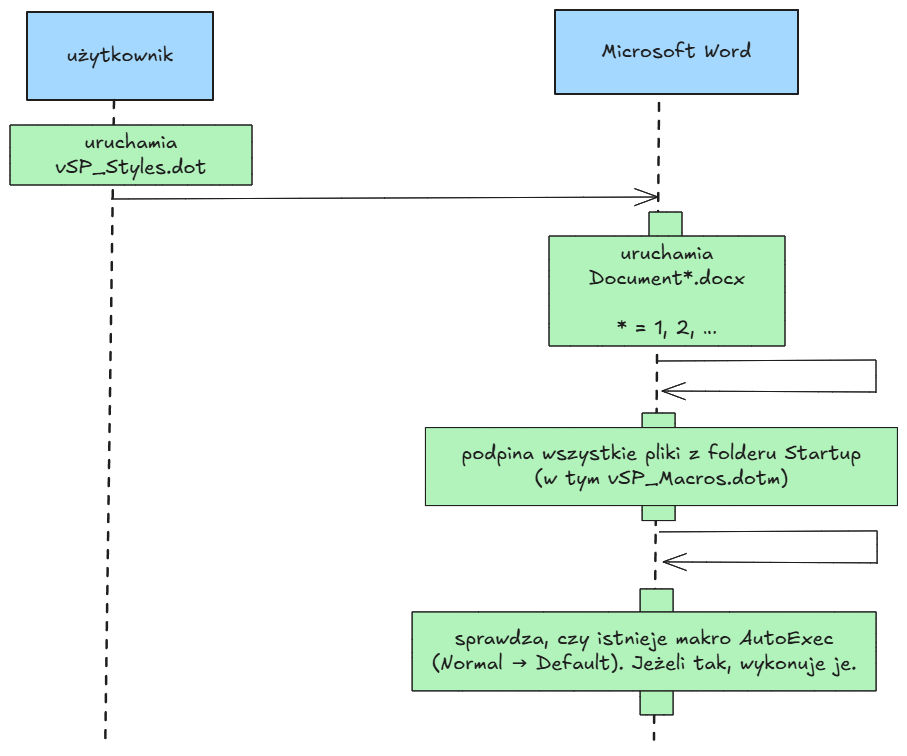 użytkownik
Microsoft Word
uruchamia
vSP_Styles.dot
uruchamia
Document*.docx
* = 1, 2, ...
podpina wszystkie pliki z folderu Startup
(w tym vSP_Macros.dotm)
sprawdza, czy istnieje makro AutoExec
(Normal → Default). Jeżeli tak, wykonuje je.